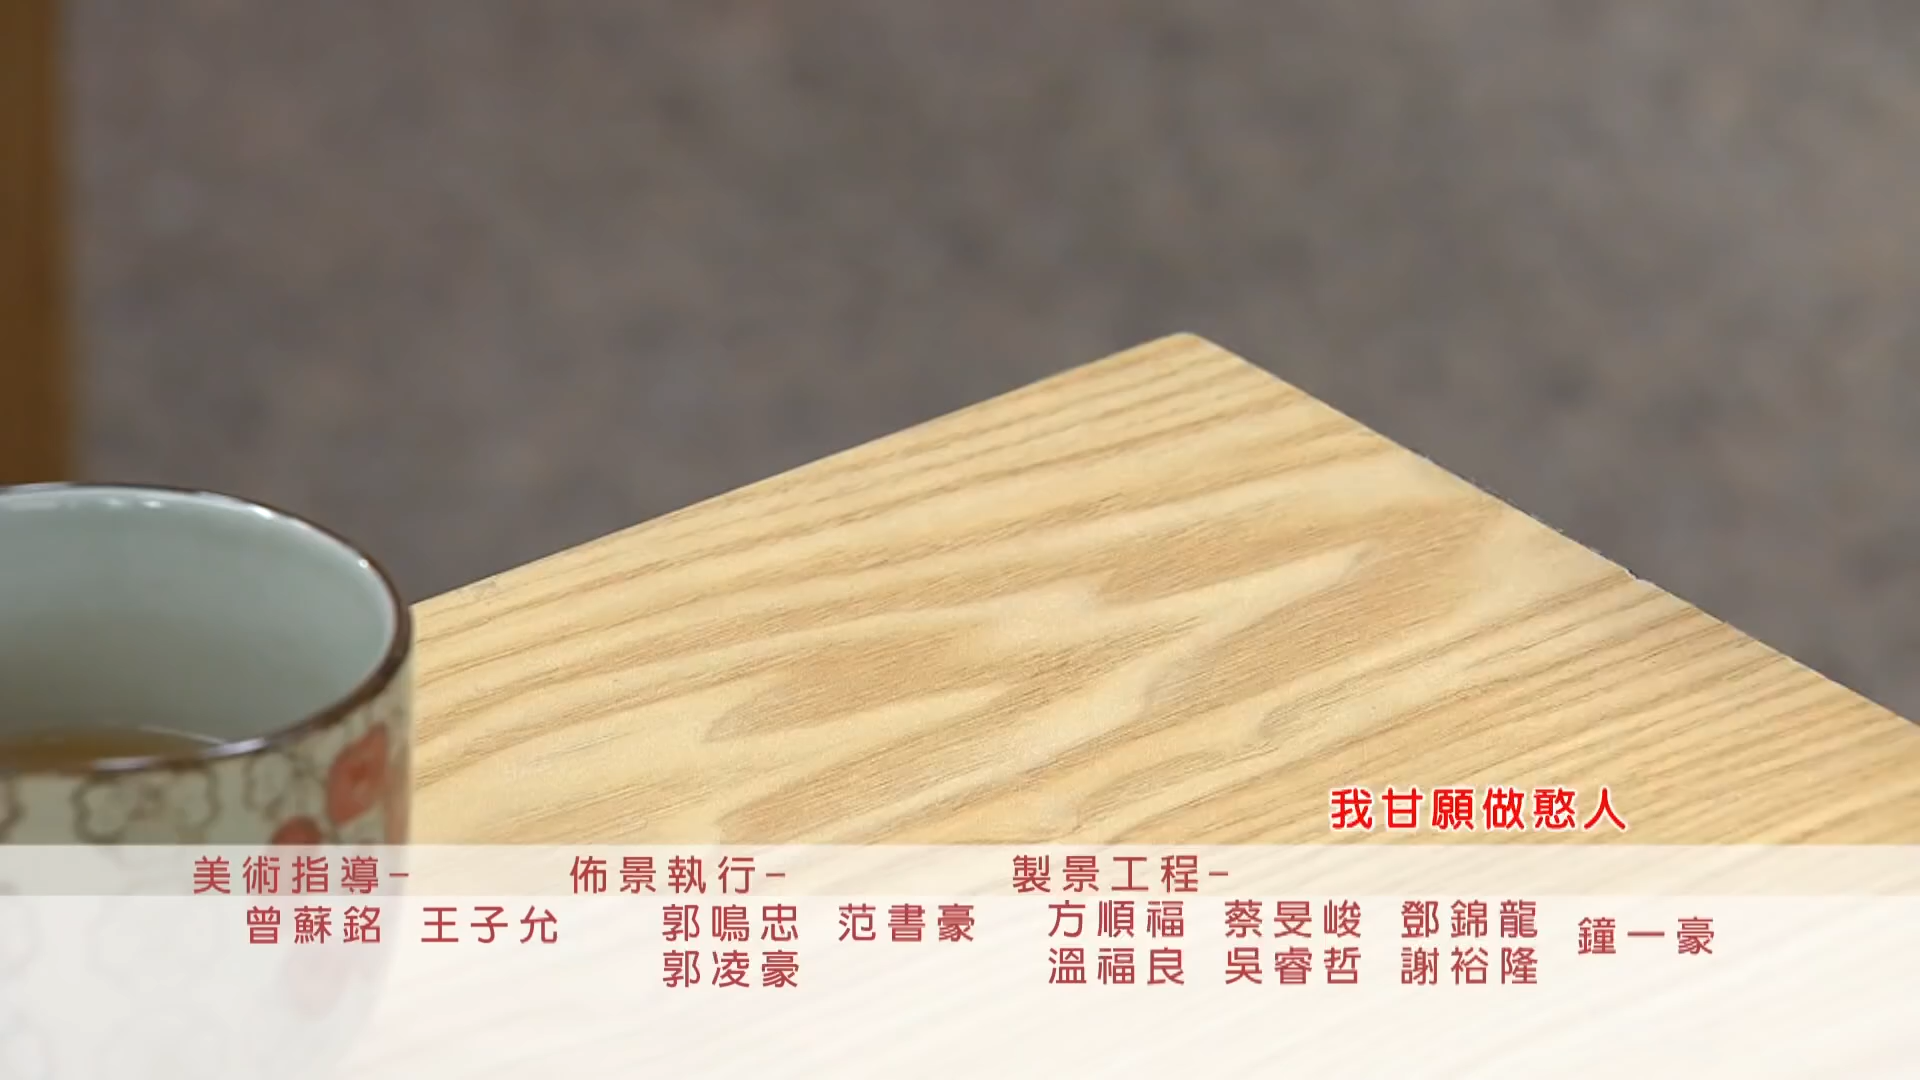 我甘願做憨人
美術指導–
曾蘇銘 王子允
佈景執行–
郭鳴忠 范書豪
郭凌豪
製景工程–
方順福 蔡旻峻 鄧錦龍 鐘一豪
溫福良 吳睿哲 謝裕隆